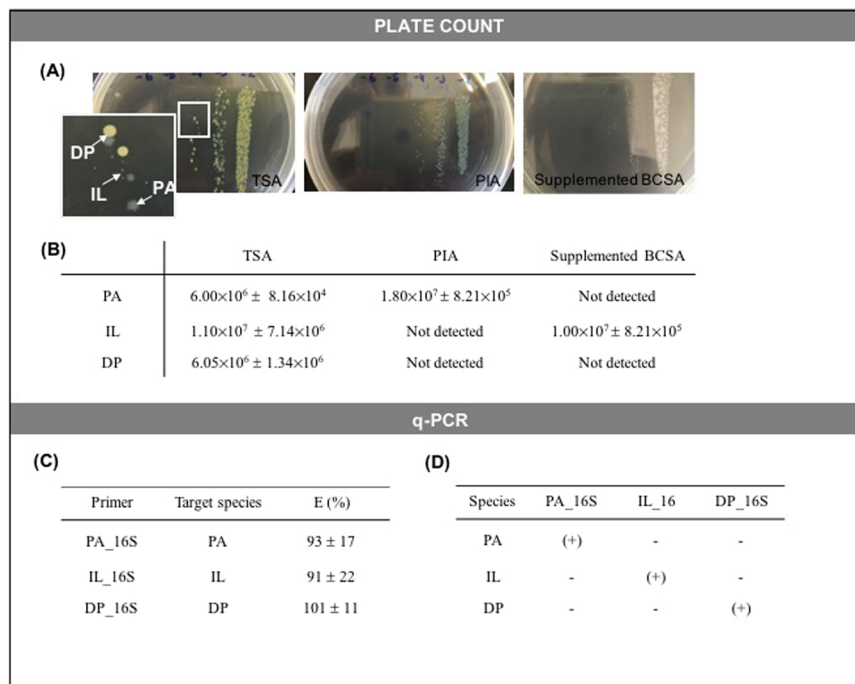 PLATE COUNT
(A)
DP
IL
PA
TSA
PIA
Supplemented BCSA
(B)
TSA PIA Supplemented BCSA
PA 6.00×10⁶ ± 8.16×10⁴ 1.80×10⁷ ± 8.21×10⁵ Not detected
IL 1.10×10⁷ ± 7.14×10⁶ Not detected 1.00×10⁷ ± 8.21×10⁵
DP 6.05×10⁶ ± 1.34×10⁶ Not detected Not detected
q-PCR
(C)
Primer Target species E (%)
PA_16S PA 93 ± 17
IL_16S IL 91 ± 22
DP_16S DP 101 ± 11
(D)
Species PA_16S IL_16 DP_16S
PA (+) - -
IL - (+) -
DP - - (+)